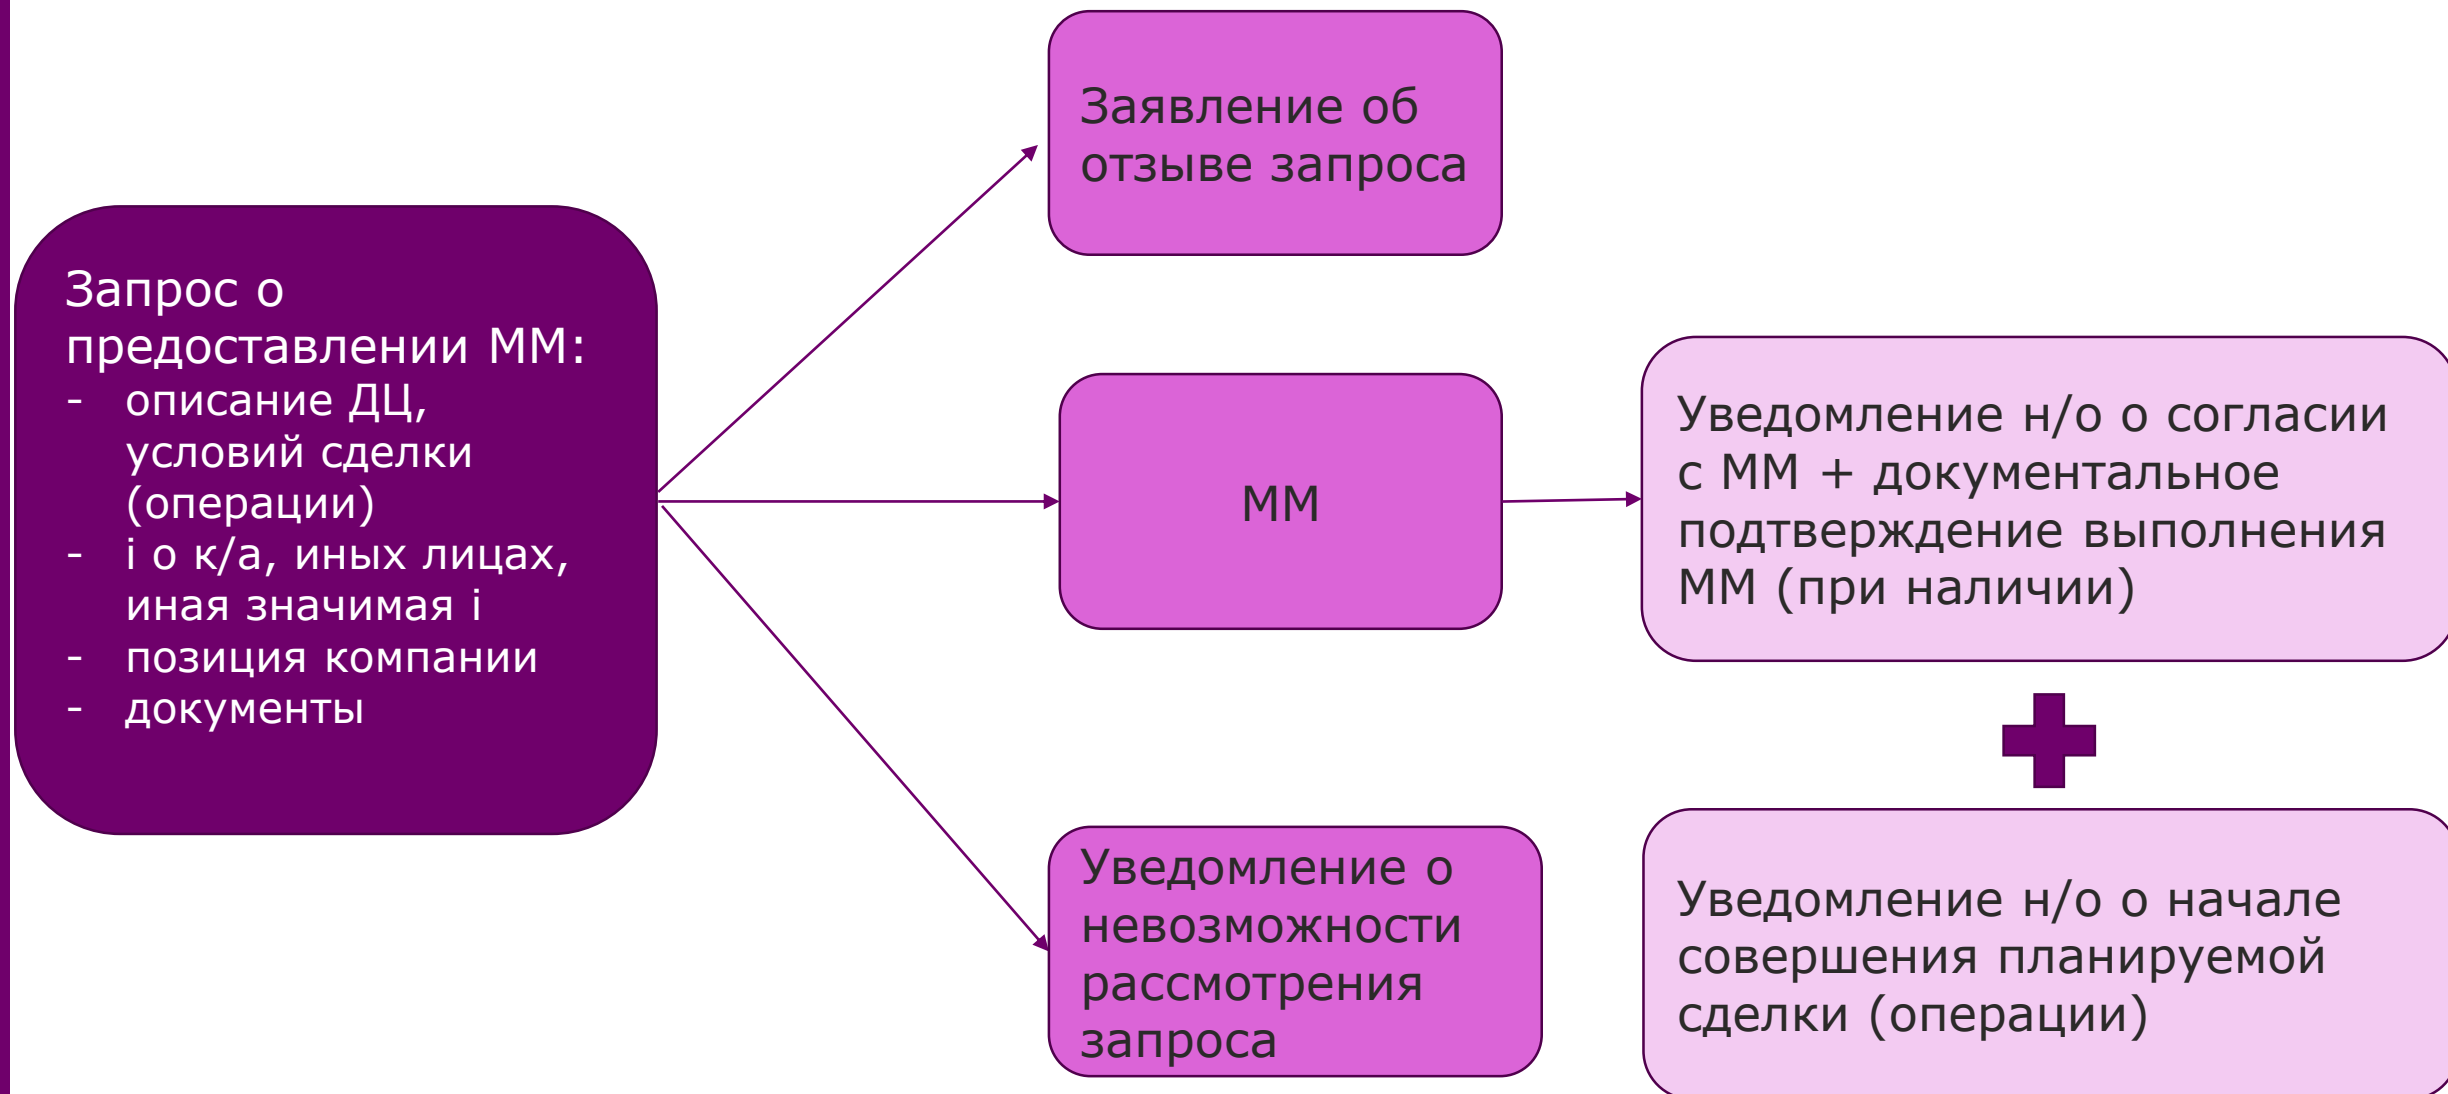 Запрос о
предоставлении ММ:
- описание ДЦ,
условий сделки
(операции)
- i о к/а, иных лицах,
иная значимая i
- позиция компании
- документы
Заявление об
отзыве запроса
ММ
Уведомление о
невозможности
рассмотрения
запроса
Уведомление н/о о согласии
с ММ + документальное
подтверждение выполнения
ММ (при наличии)
Уведомление н/о о начале
совершения планируемой
сделки (операции)